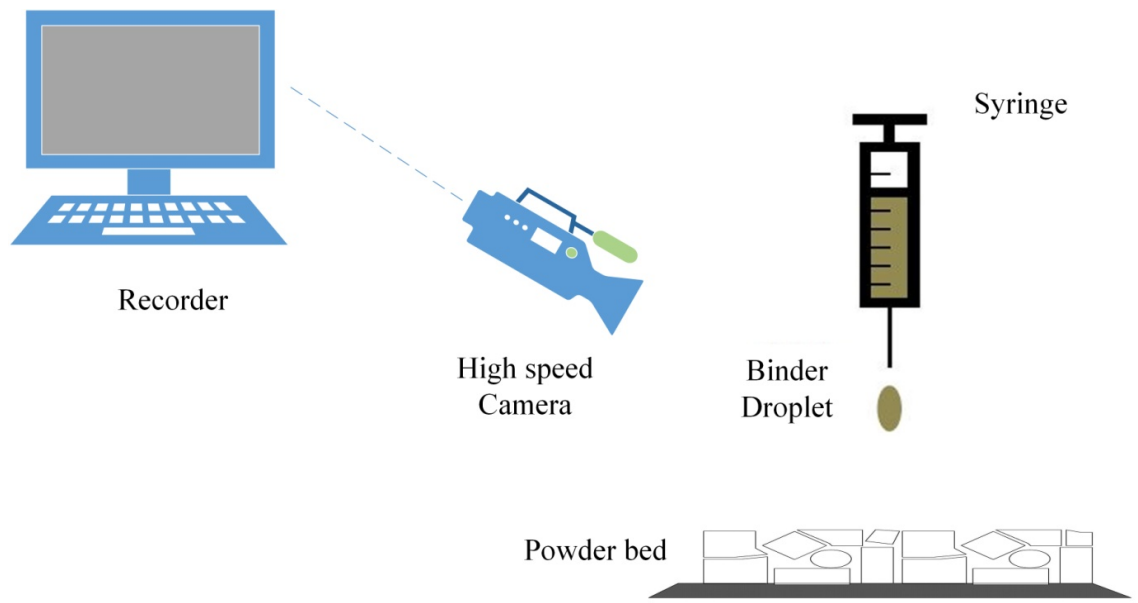 Syringe
Recorder
High speed
Camera
Binder
Droplet
Powder bed